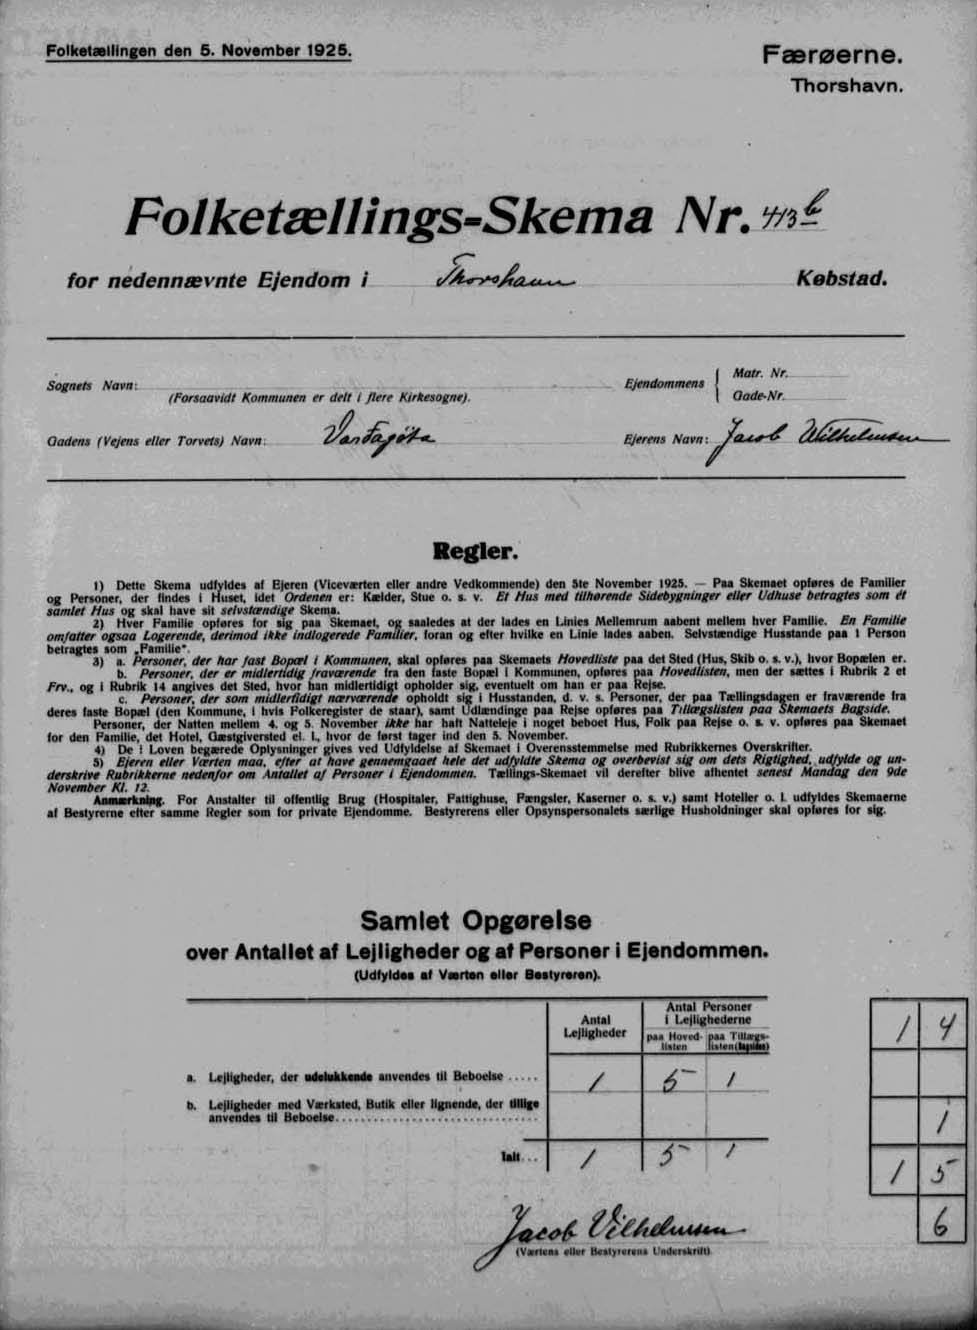 Folketællingen den 5. November 1925.
Færøerne.
Thorshavn.
Folketællings-Skema Nr. 413 b
for nedennævnte Ejendom i Thorshavn Købstad.
Sognets Navn:
(Forsaavidt Kommunen er delt i flere Kirkesogne).
Ejendommens
Matr. Nr.
Gade-Nr.
Gadens (Vejens eller Torvets) Navn: Vardagøta
Ejerens Navn: Jacob Wilhelmsen
Regler.
1) Dette Skema udfyldes af Ejeren (Viceværten eller andre Vedkommende) den 5te November 1925. — Paa Skemaet opføres de Familier
og Personer, der findes i Huset, idet Ordenen er: Kælder, Stue o. s. v. Et Hus med tilhørende Sidebygninger eller Udhuse betragtes som ét
samlet Hus og skal have sit selvstændige Skema.
2) Hver Familie opføres for sig paa Skemaet, og saaledes at der lades en Linies Mellemrum aabent mellem hver Familie. En Familie
omfatter ogsaa Logerende, derimod ikke indlogerede Familier, foran og efter hvilke en Linie lades aaben. Selvstændige Husstande paa 1 Person
betragtes som „Familie“.
3) a. Personer, der har fast Bopæl i Kommunen, skal opføres paa Skemaets Hovedliste paa det Sted (Hus, Skib o. s. v.), hvor Bopælen er.
b. Personer, der er midlertidig fraværende fra den faste Bopæl i Kommunen, opføres paa Hovedlisten, men der sættes i Rubrik 2 et
Frv., og i Rubrik 14 angives det Sted, hvor han midlertidigt opholder sig, eventuelt om han er paa Rejse.
c. Personer, der som midlertidigt nærværende opholdt sig i Husstanden, d. v. s. Personer, der paa Tællingsdagen er fraværende fra
deres faste Bopæl (den Kommune, i hvis Folkeregister de staar), samt Udlændinge paa Rejse opføres paa Tillægslisten paa Skemaets Bagside.
Personer, der Natten mellem 4. og 5. November ikke har haft Natteleje i noget beboet Hus, Folk paa Rejse o. s. v. opføres paa Skemaet
for den Familie, det Hotel, Gæstgiversted el. l., hvor de først tager ind den 5. November.
4) De i Loven begærede Oplysninger gives ved Udfyldelse af Skemaet i Overensstemmelse med Rubrikkernes Overskrifter.
5) Ejeren eller Værten maa, efter at have gennemgaaet hele det udfyldte Skema og overbevist sig om dets Rigtighed, udfylde og un-
derskrive Rubrikkerne nedenfor om Antallet af Personer i Ejendommen. Tællings-Skemaet vil derefter blive afhentet senest Mandag den 9de
November Kl. 12.
Anmærkning. For Anstalter til offentlig Brug (Hospitaler, Fattighuse, Fængsler, Kaserner o. s. v.) samt Hoteller o. l. udfyldes Skemaerne
af Bestyrerne efter samme Regler som for private Ejendomme. Bestyrerens eller Opsynspersonalets særlige Husholdninger skal opføres for sig.
Samlet Opgørelse
over Antallet af Lejligheder og af Personer i Ejendommen.
(Udfyldes af Værten eller Bestyreren).
Antal
Lejligheder
Antal Personer
i Lejlighederne
paa Hoved-
listen
paa Tillægs-
listen
a. Lejligheder, der udelukkende anvendes til Beboelse ..... 1 5 1
b. Lejligheder med Værksted, Butik eller lignende, der tillige
anvendes til Beboelse
Ialt... 1 5 1
1 4
1
1 5
6
Jacob Vilhelmsen
(Værtens eller Bestyrerens Underskrift)